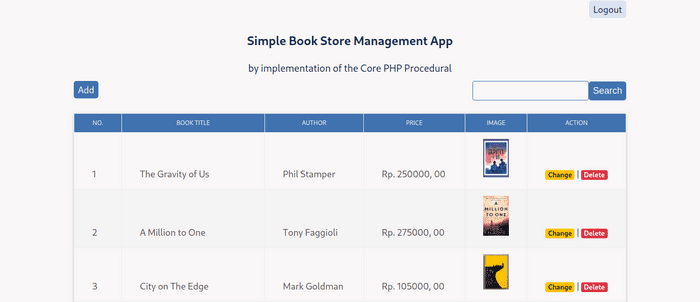 Logout
Simple Book Store Management App
by implementation of the Core PHP Procedural
Add Search
NO. BOOK TITLE AUTHOR PRICE IMAGE ACTION
1 The Gravity of Us Phil Stamper Rp. 250000, 00 Change | Delete
A
MILLION
TO ONE
2 A Million to One Tony Faggioli Rp. 275000, 00 Change | Delete
3 City on The Edge Mark Goldman Rp. 105000, 00 Change | Delete